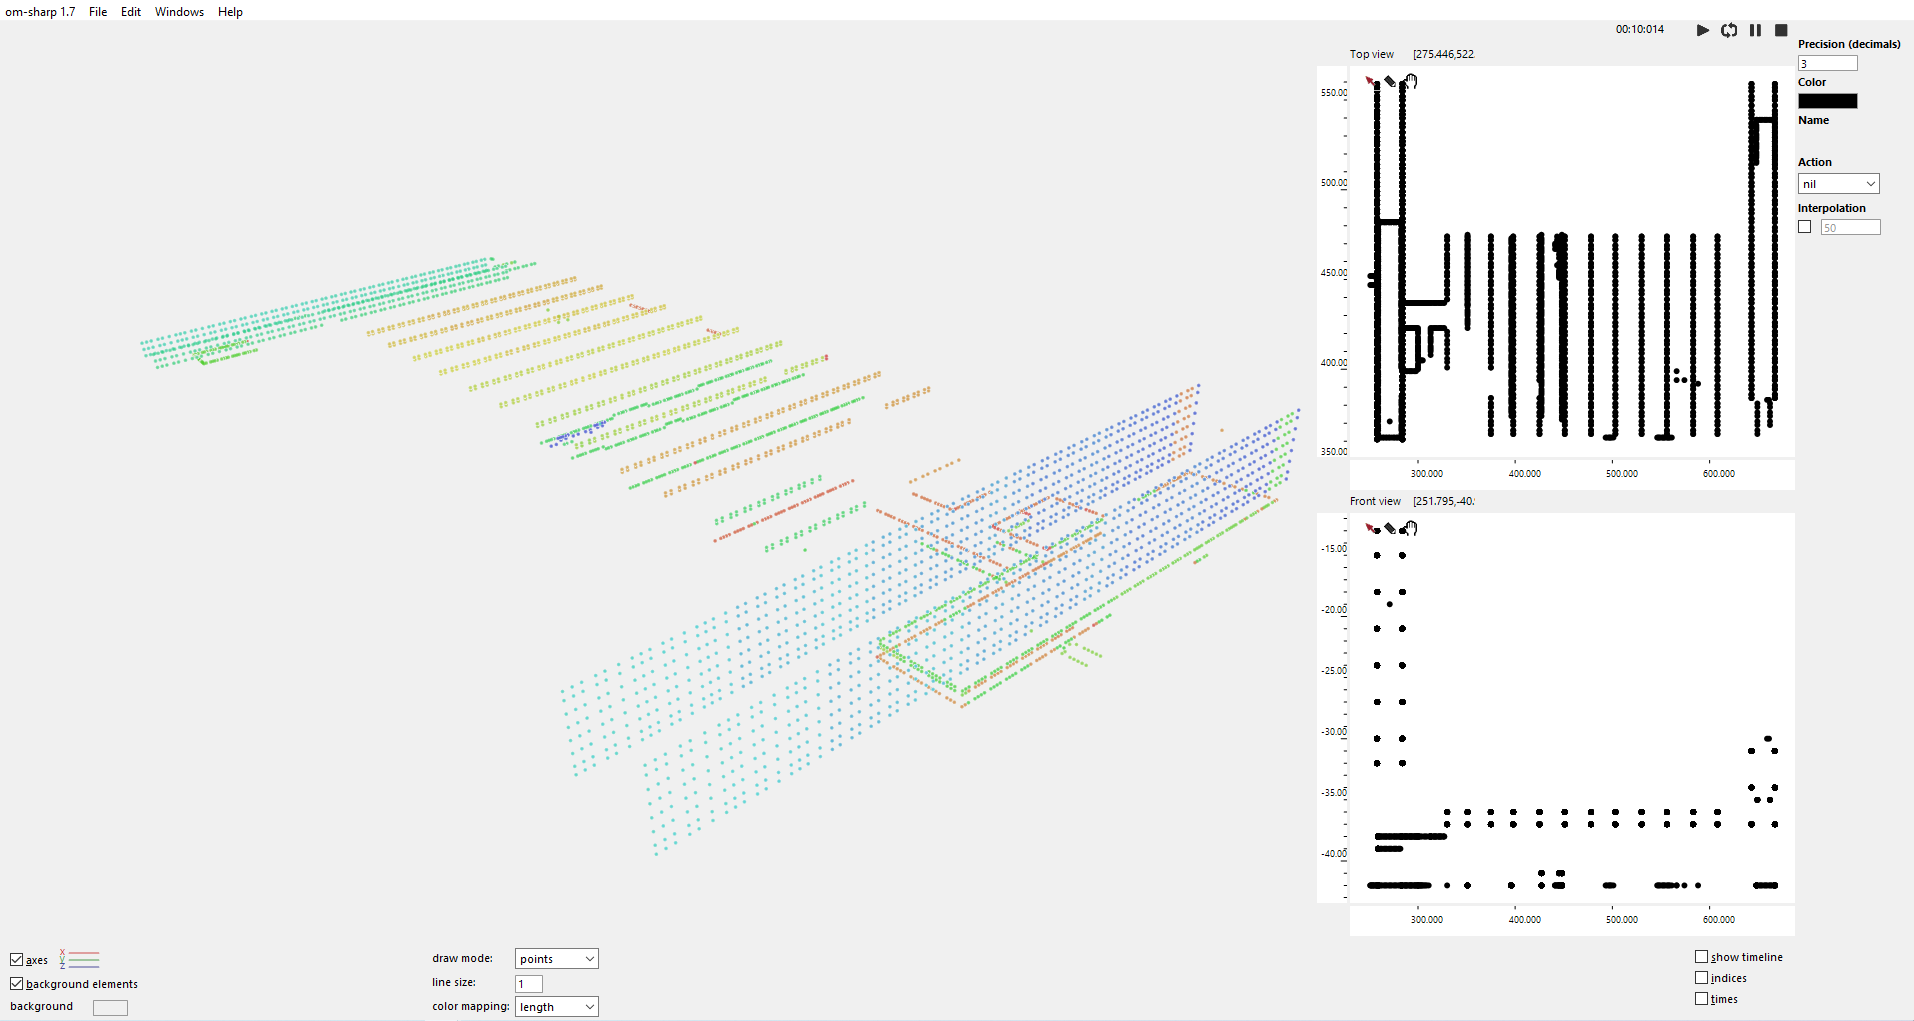 om-sharp 1.7 File Edit Windows Help
00:10:014
Top view [275.446,522.
550.00
500.00
450.00
400.00
350.00
300.000 400.000 500.000 600.000
Front view [251.795,-40.
-15.00
-20.00
-25.00
-30.00
-35.00
-40.00
300.000 400.000 500.000 600.000
Precision (decimals)
3
Color
Name
Action
nil
Interpolation
50
axes
X
Y
Z
background elements
background
draw mode: points
line size: 1
color mapping: length
show timeline
indices
times